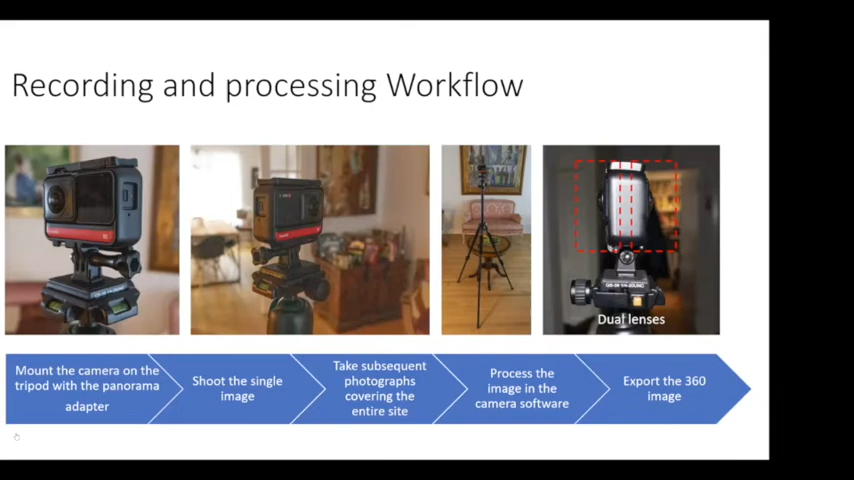 Recording and processing Workflow
Dual lenses
Mount the camera on the
tripod with the panorama
adapter
Shoot the single
image
Take subsequent
photographs
covering the
entire site
Process the
image in the
camera software
Export the 360
image